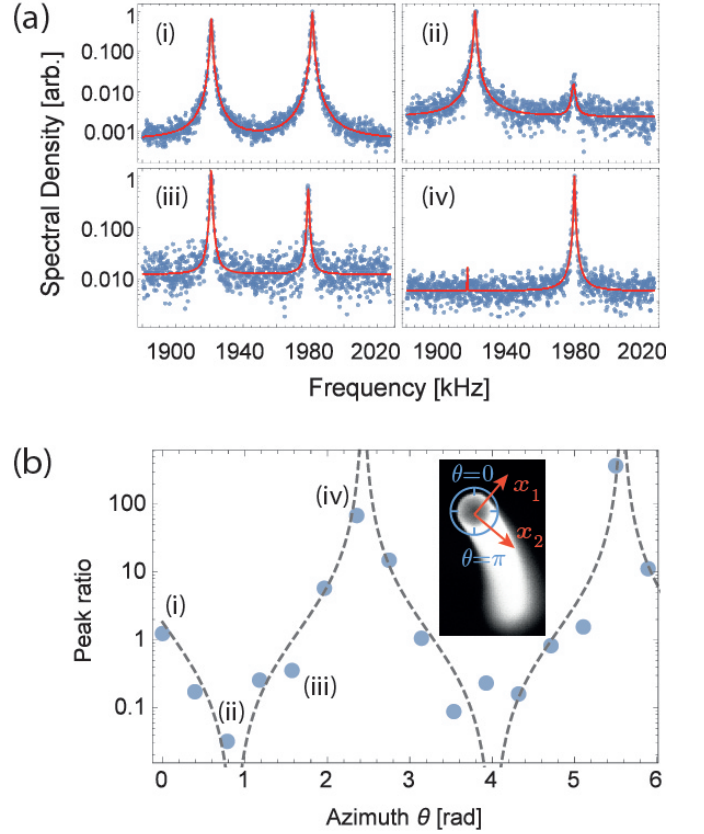 (a)
(i)
(ii)
1
0.100
0.010
0.001
(iii)
(iv)
1
0.100
0.010
Spectral Density [arb.]
1900 1940 1980 2020 1900 1940 1980 2020
Frequency [kHz]
(b)
100
10
1
0.1
Peak ratio
(i)
(ii)
(iii)
(iv)
θ=0
x1
x2
θ=π
0 1 2 3 4 5 6
Azimuth θ [rad]